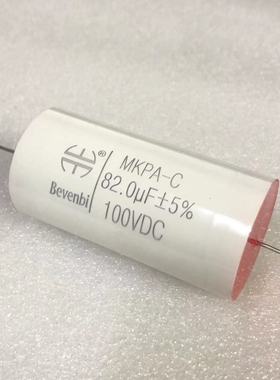 ®
Bevenbi
MKPA-C
82.0μF±5%
100VDC